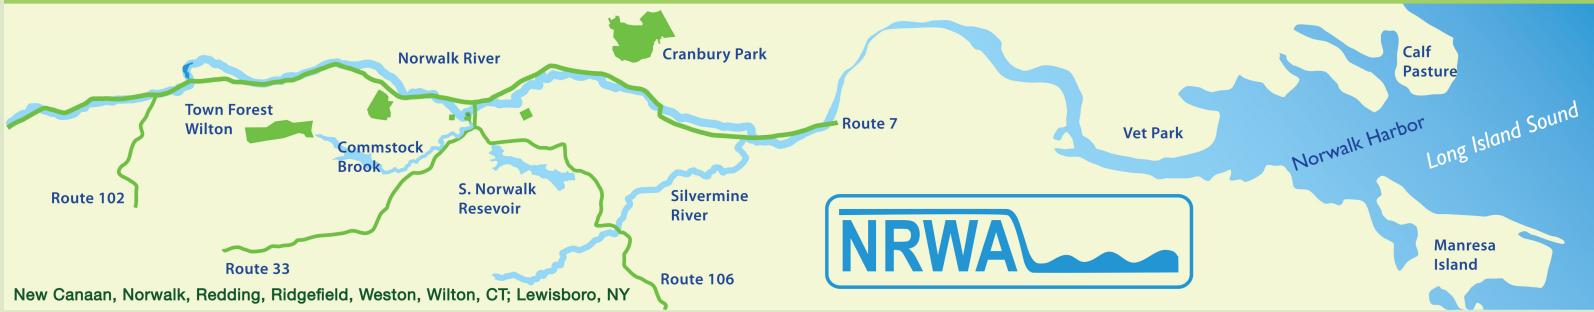 Norwalk River
Cranbury Park
Calf
Pasture
Town Forest
Wilton
Commstock
Brook
Route 7
Vet Park
Norwalk Harbor
Long Island Sound
Route 102
S. Norwalk
Resevoir
Silvermine
River
NRWA
Manresa
Island
Route 33
Route 106
New Canaan, Norwalk, Redding, Ridgefield, Weston, Wilton, CT; Lewisboro, NY